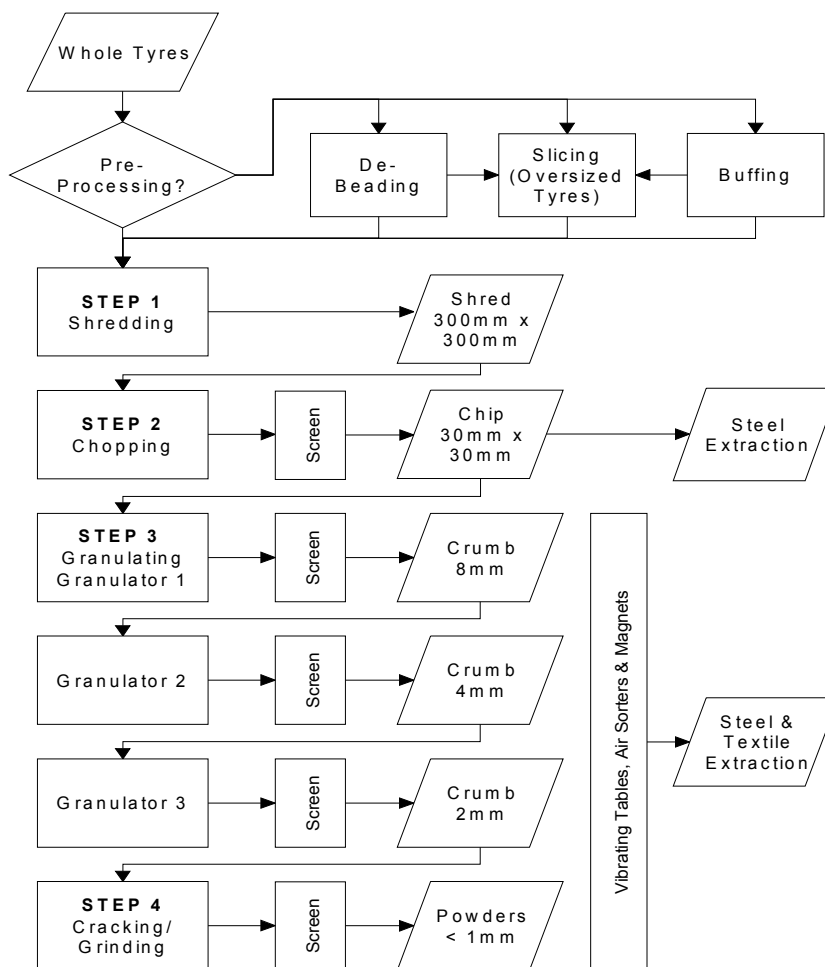 Whole Tyres
Pre-
Processing?
De-
Beading
Slicing
(Oversized
Tyres)
Buffing
STEP 1
Shredding
Shred
300mm x
300mm
STEP 2
Chopping
Screen
Chip
30mm x
30mm
Steel
Extraction
STEP 3
Granulating
Granulator 1
Screen
Crumb
8mm
Granulator 2
Screen
Crumb
4mm
Granulator 3
Screen
Crumb
2mm
STEP 4
Cracking/
Grinding
Screen
Powders
< 1mm
Vibrating Tables, Air Sorters & Magnets
Steel &
Textile
Extraction